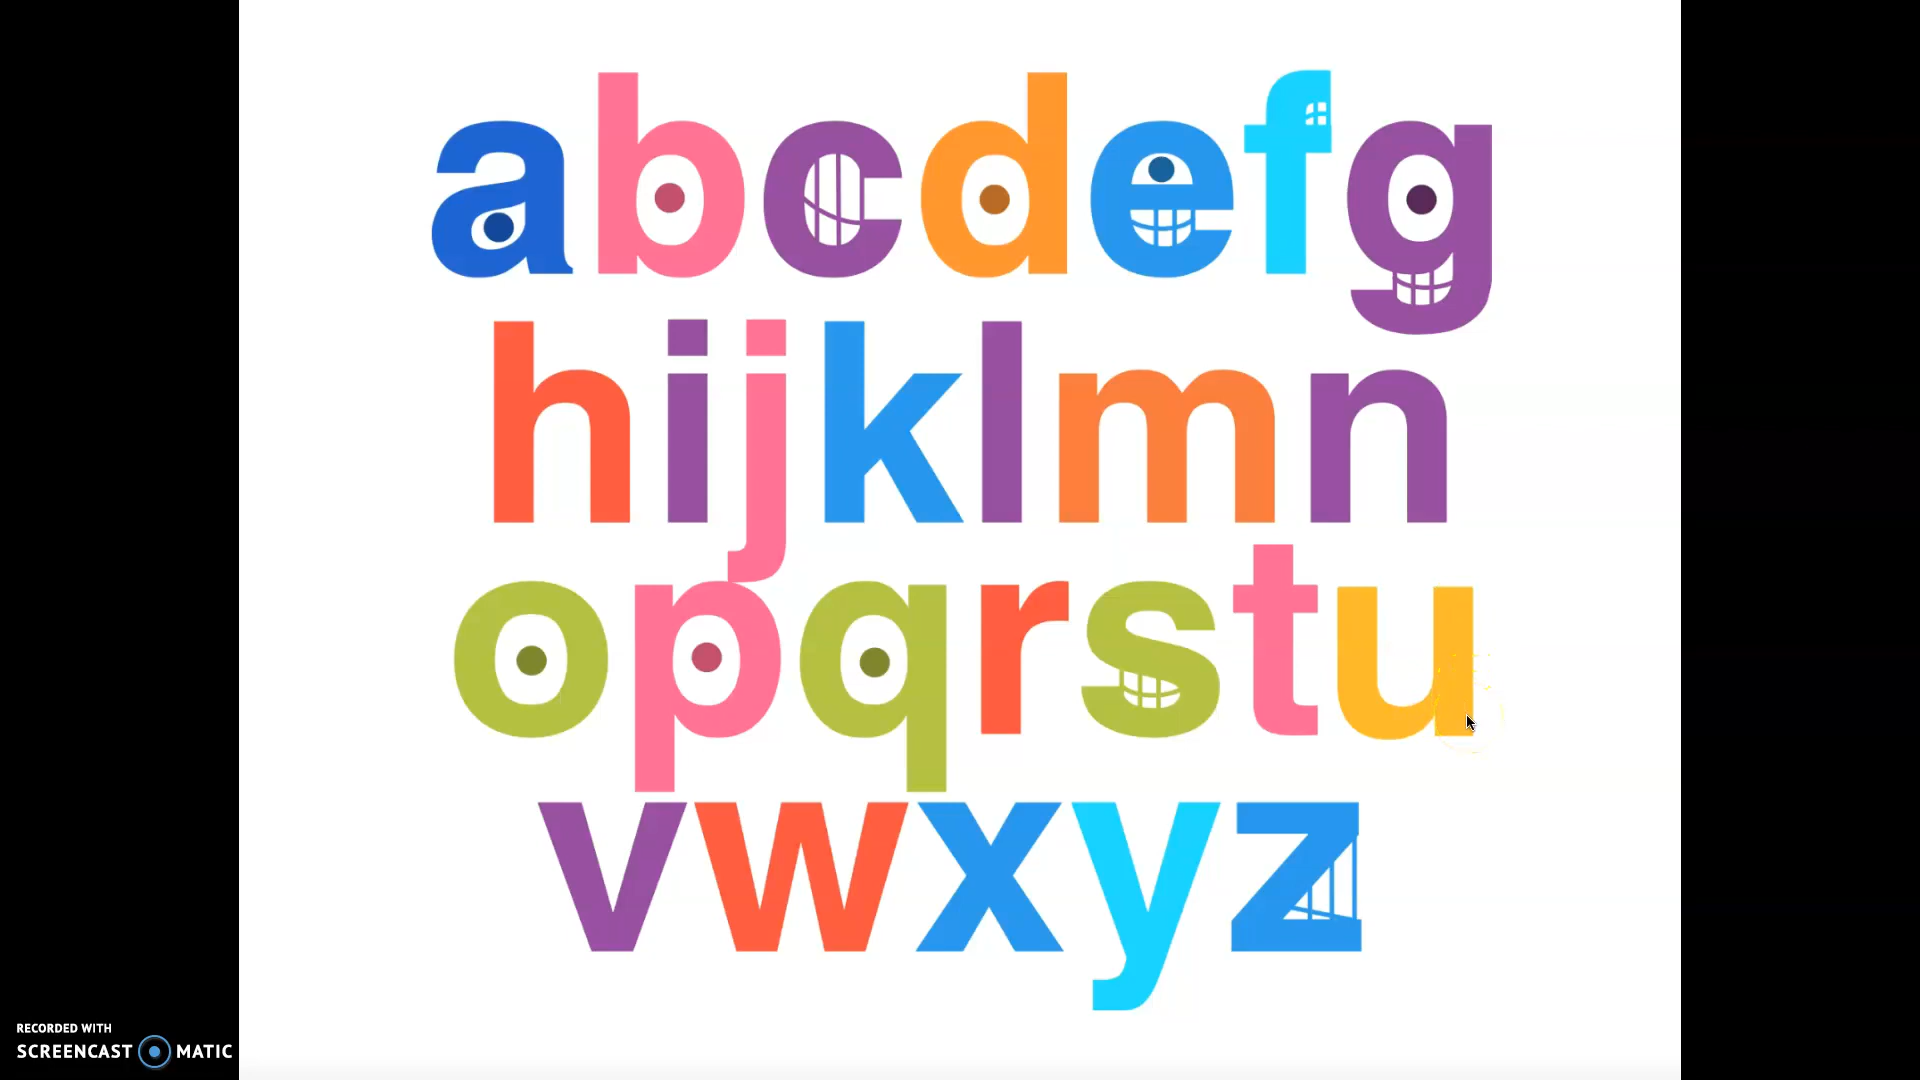 abcdefg
hijklmn
opqrstu
vwxyz
RECORDED WITH
SCREENCAST MATIC